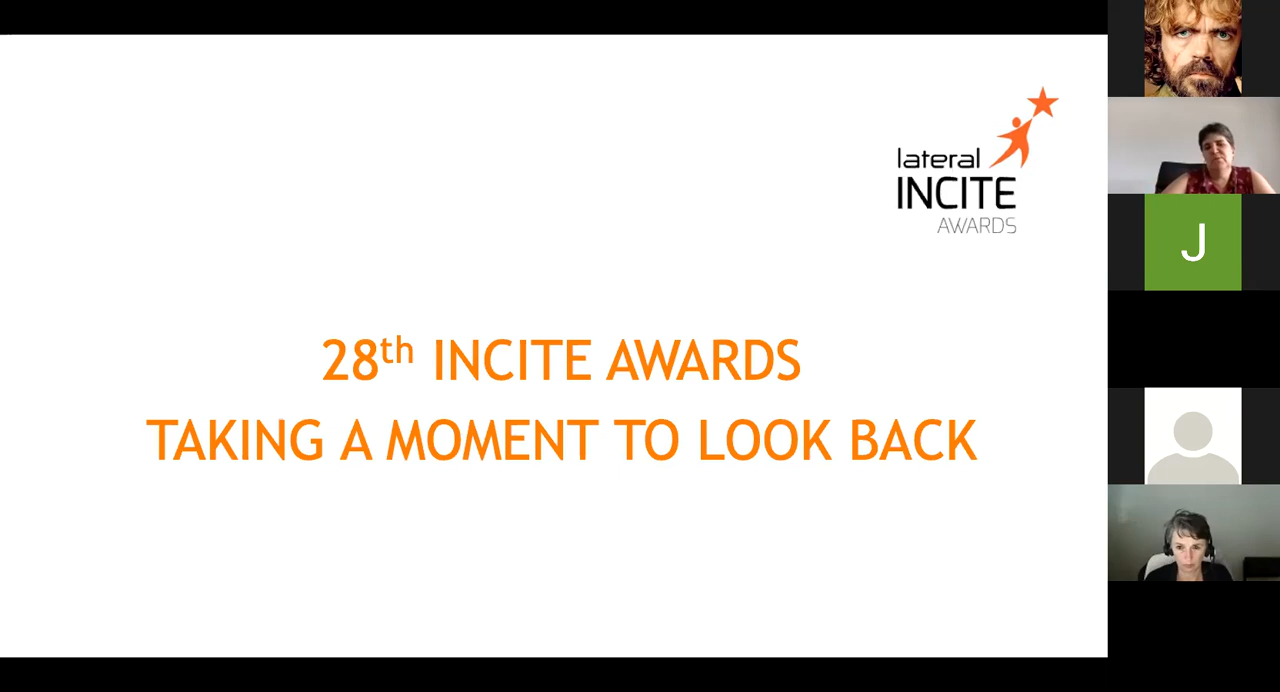 lateral
INCITE
AWARDS
28th INCITE AWARDS
TAKING A MOMENT TO LOOK BACK
J